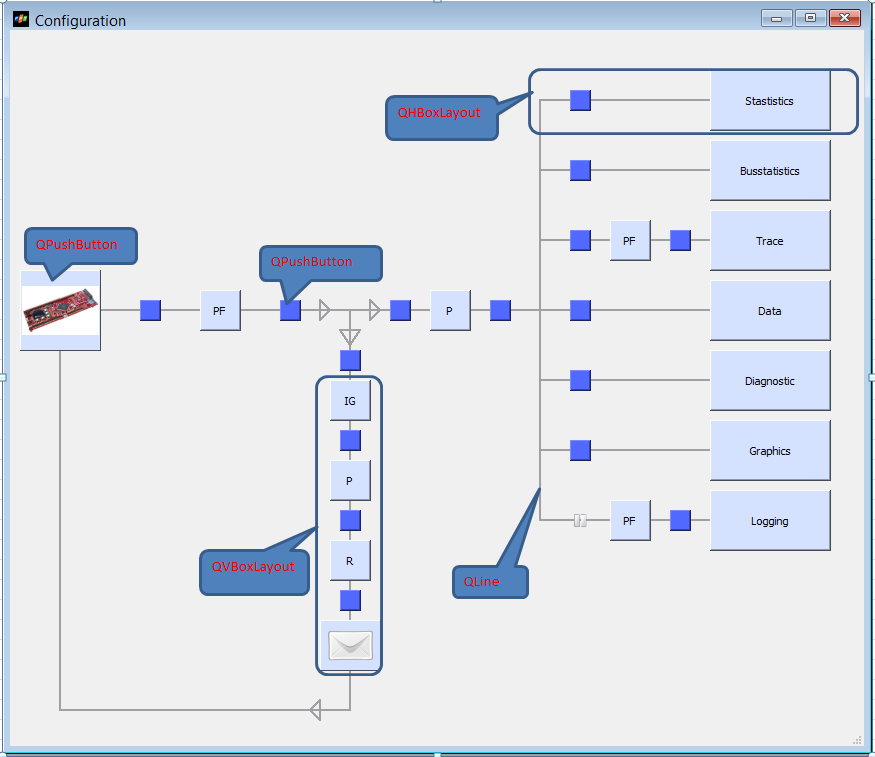 Configuration
QHBoxLayout
Stastistics
Busstatistics
QPushButton
QPushButton
PF
Trace
PF
P
Data
IG
Diagnostic
P
Graphics
QVBoxLayout
R
QLine
PF
Logging